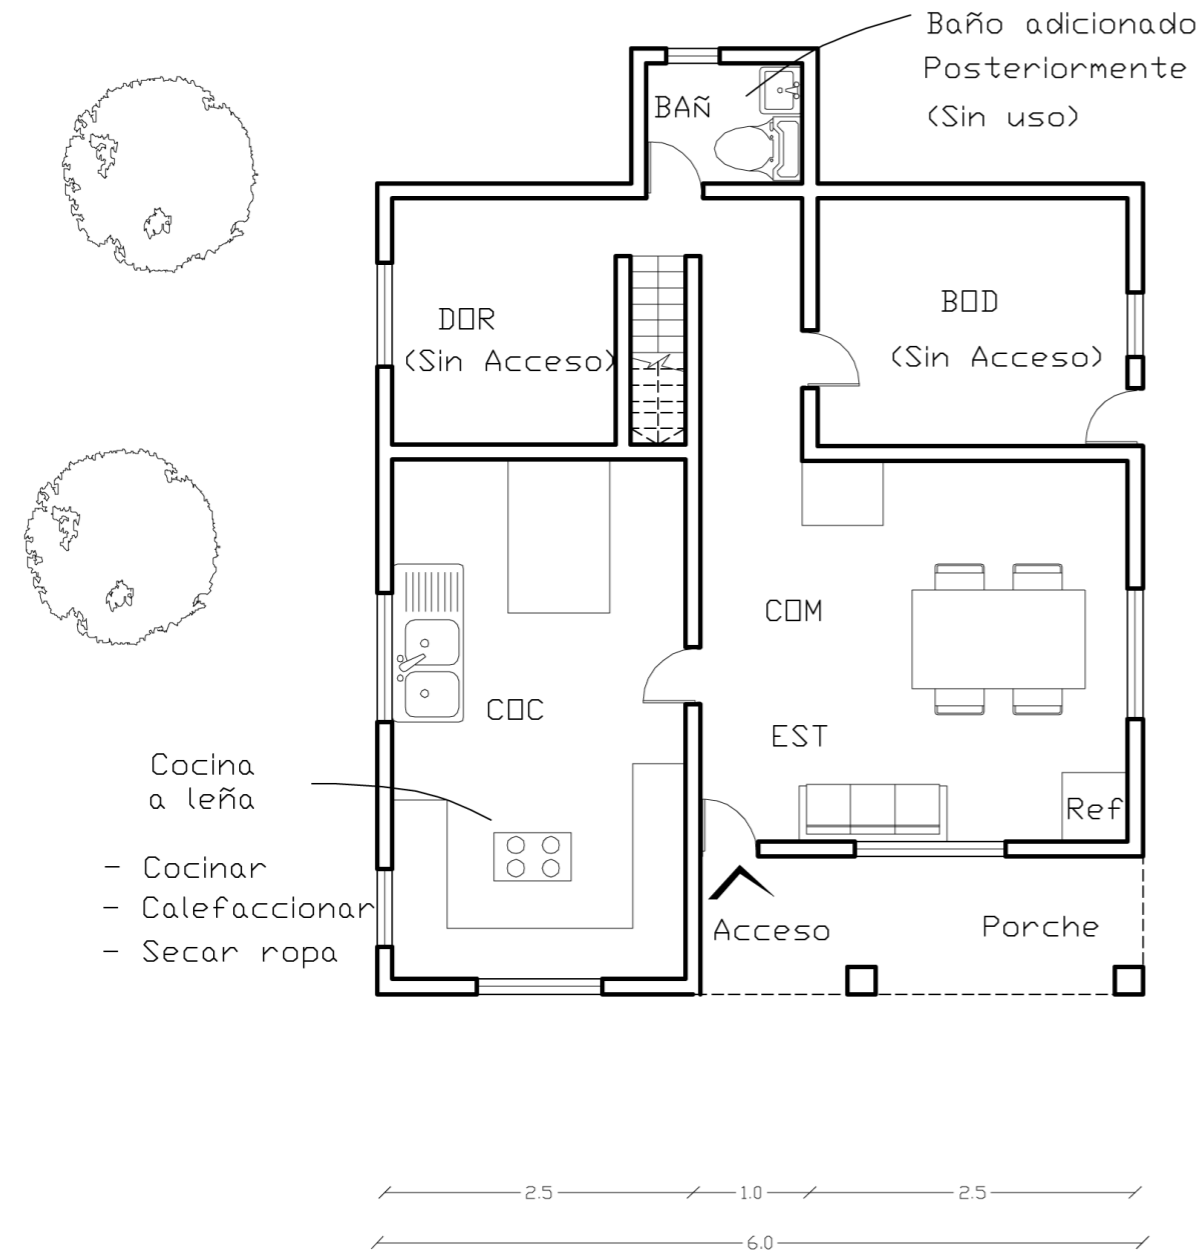 Baño adicionado
Posteriormente
(Sin uso)
BAÑ
DOR
(Sin Acceso)
BOD
(Sin Acceso)
COM
COC
EST
Cocina
a leña
Ref
- Cocinar
- Calefaccionar
- Secar ropa
Acceso
Porche
2.5
1.0
2.5
6.0